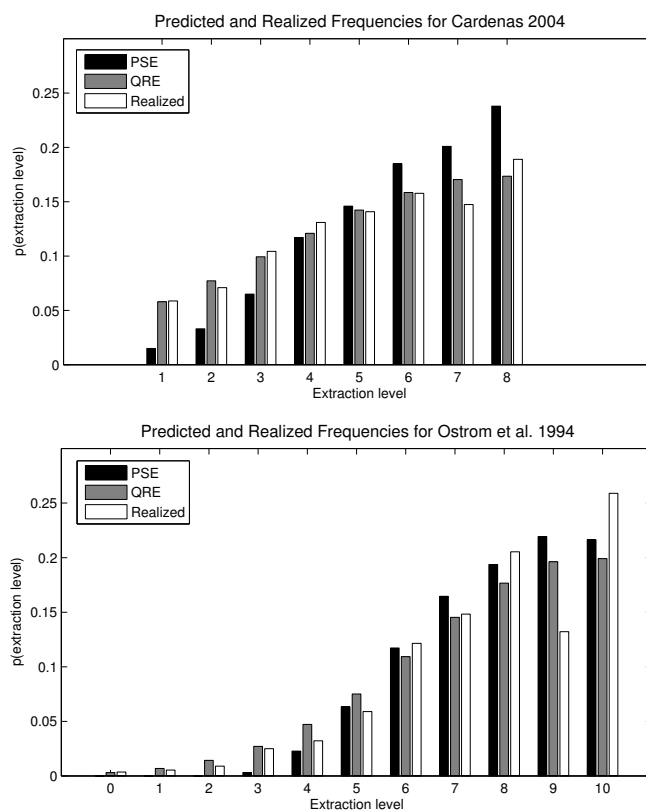 Predicted and Realized Frequencies for Cardenas 2004
PSE
QRE
Realized
0.25
0.2
0.15
0.1
0.05
0
p(extraction level)
1 2 3 4 5 6 7 8
Extraction level
Predicted and Realized Frequencies for Ostrom et al. 1994
PSE
QRE
Realized
0.25
0.2
0.15
0.1
0.05
0
p(extraction level)
0 1 2 3 4 5 6 7 8 9 10
Extraction level